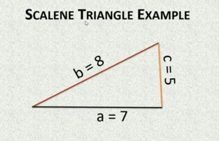 SCALENE TRIANGLE EXAMPLE
b = 8
c = 5
a = 7